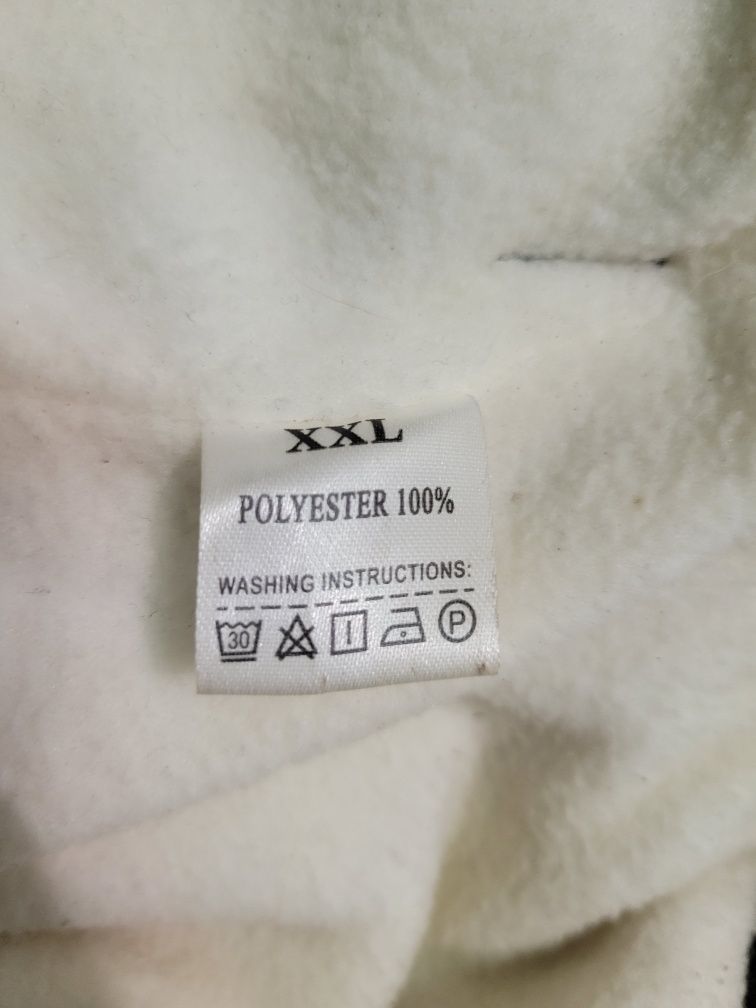 XXL
POLYESTER 100%
WASHING INSTRUCTIONS:
30 P